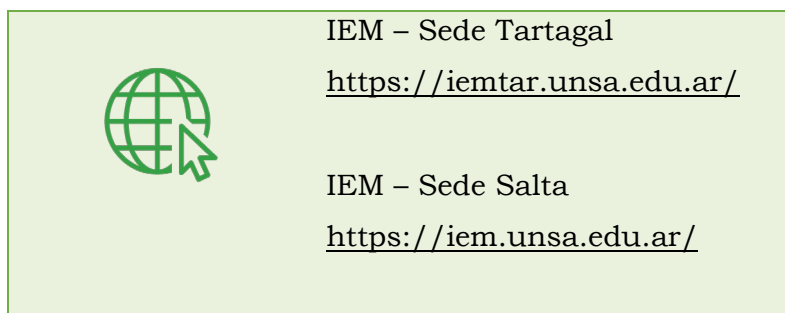 IEM – Sede Tartagal
https://iemtar.unsa.edu.ar/
IEM – Sede Salta
https://iem.unsa.edu.ar/